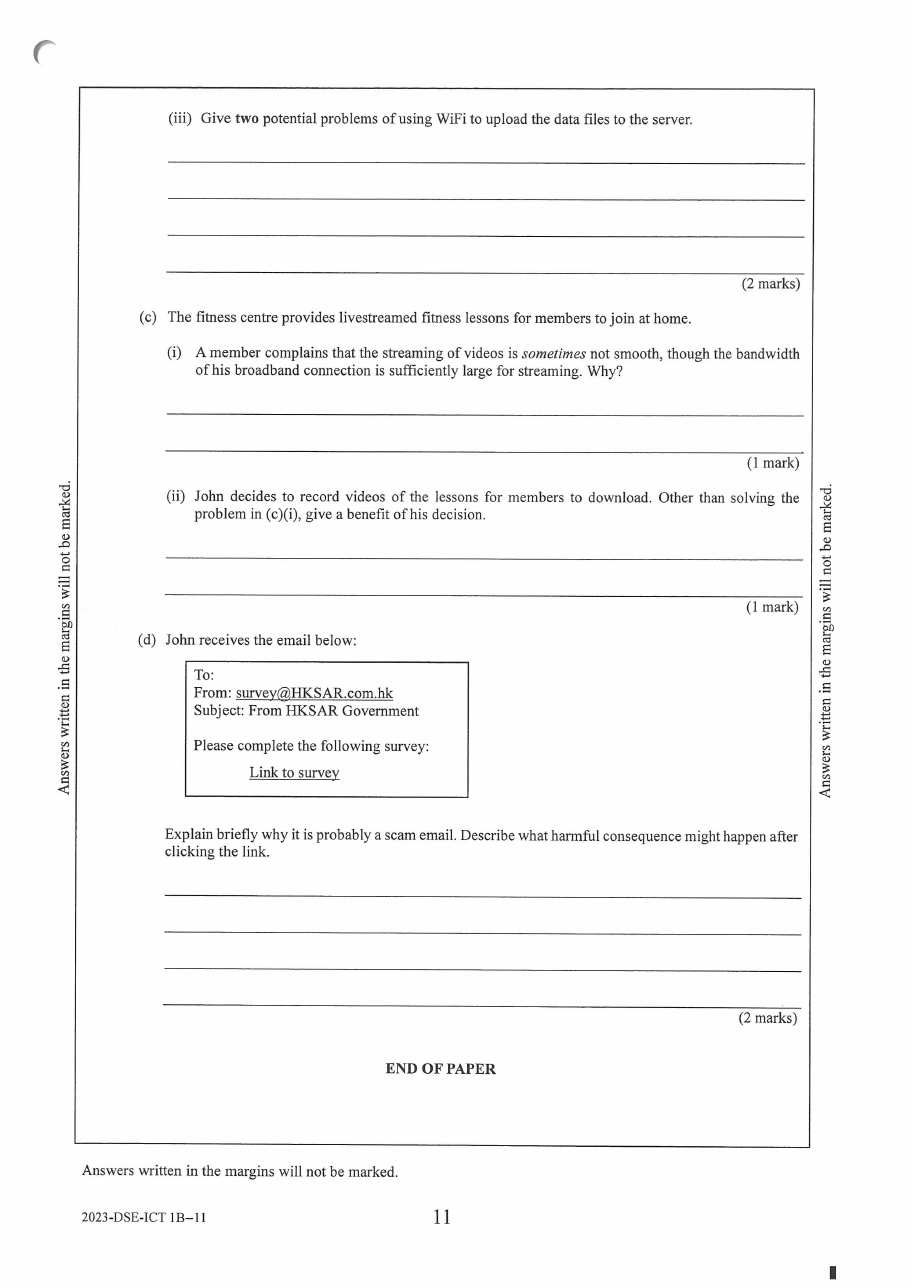 (iii) Give two potential problems of using WiFi to upload the data files to the server.
(2 marks)
(c) The fitness centre provides livestreamed fitness lessons for members to join at home.
(i) A member complains that the streaming of videos is sometimes not smooth, though the bandwidth
of his broadband connection is sufficiently large for streaming. Why?
(1 mark)
(ii) John decides to record videos of the lessons for members to download. Other than solving the
problem in (c)(i), give a benefit of his decision.
(1 mark)
(d) John receives the email below:
To:
From: survey@HKSAR.com.hk
Subject: From HKSAR Government
Please complete the following survey:
Link to survey
Explain briefly why it is probably a scam email. Describe what harmful consequence might happen after
clicking the link.
(2 marks)
END OF PAPER
Answers written in the margins will not be marked.
Answers written in the margins will not be marked.
Answers written in the margins will not be marked.
2023-DSE-ICT 1B–11
11